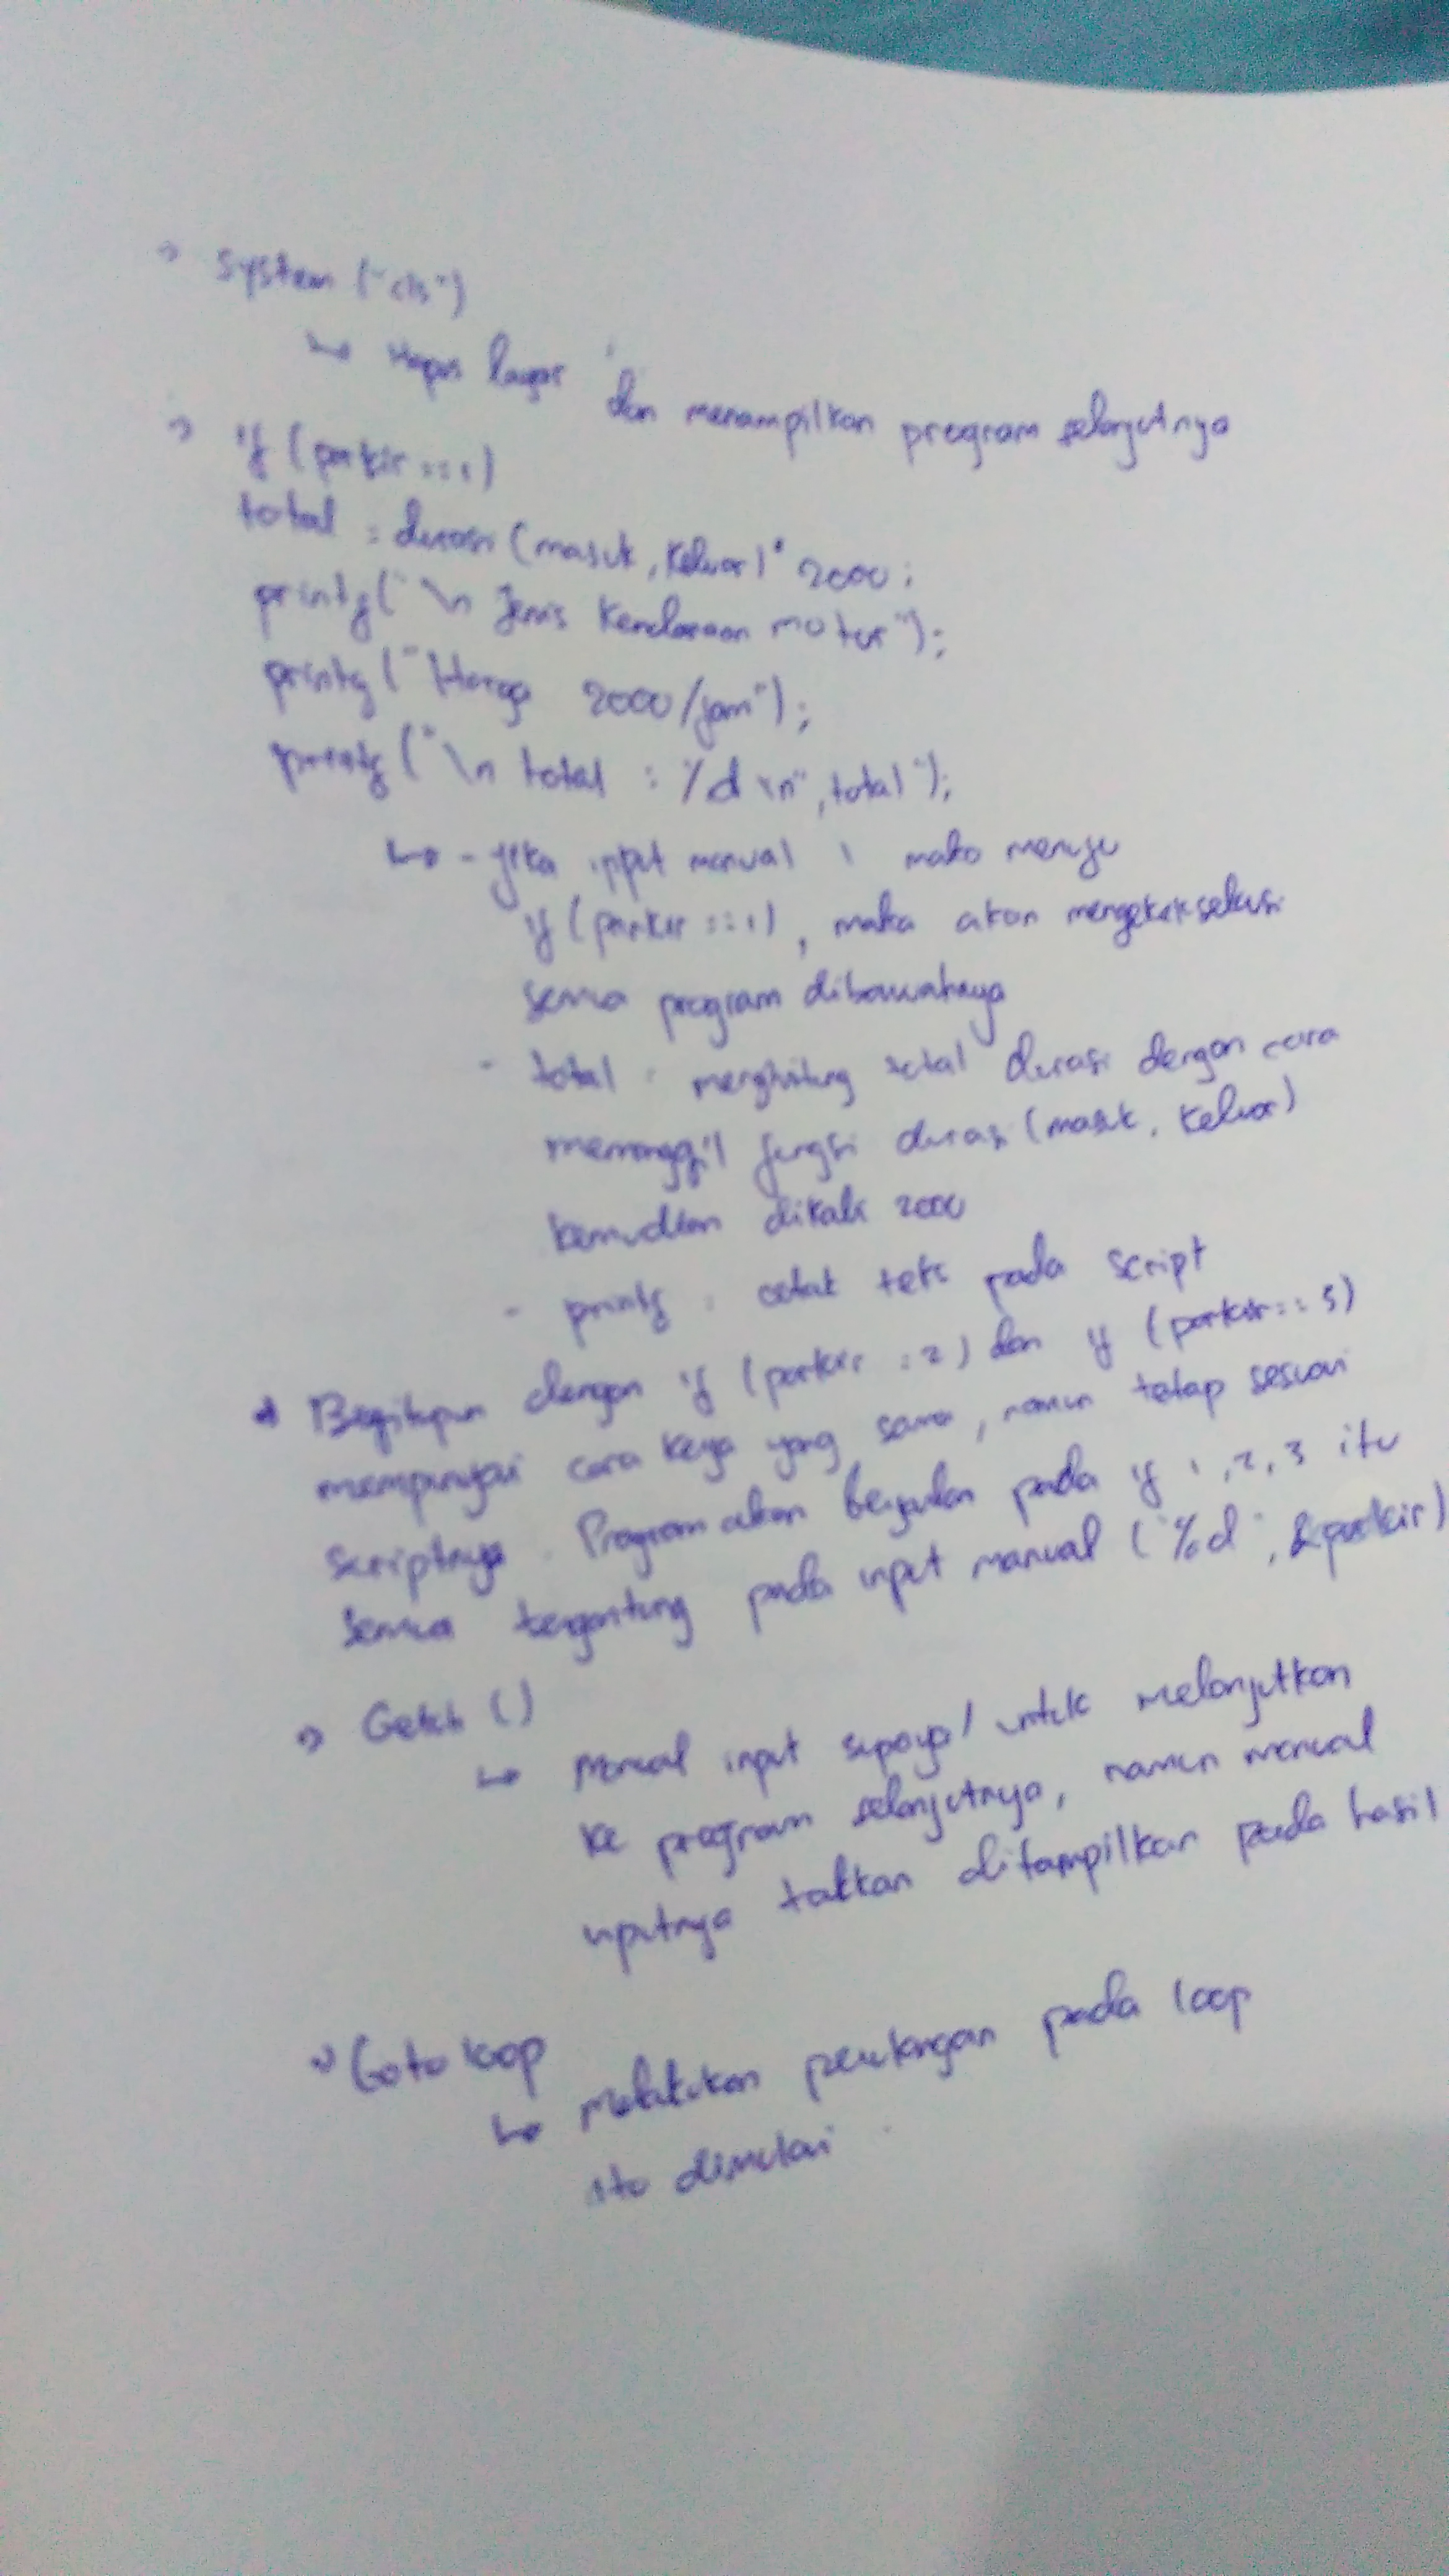 System ("cls")
↳ Hapus layar dan menampilkan program selanjutnya
if (parkir == 1)
total = durasi (masuk, keluar) * 2000;
printf ("\n Jenis Kendaraan motor");
printf ("Harga 2000/jam");
printf ("\n total : %d \n", total");
↳ - jika input manual 1 maka menuju
if (parkir == 1), maka akan mengeksekusi
semua program dibawahnya
- total : menghitung total durasi dengan cara
memanggil fungsi durasi (masuk, keluar)
kemudian dikali 2000
- printf : cetak teks pada script
Begitupun dengan if (parkir = 2) dan if (parkir ==
mempunyai cara kerja yang sama, namun tetap sesuai
scriptnya. Program akan berjalan pada if 1, 2, 3 itu
semua tergantung pada input manual ("%d", &parkir)
Getch ()
↳ Manual input supaya / untuk melanjutkan
ke program selanjutnya, namun manual
inputnya takkan ditampilkan pada hasil
Goto loop
↳ Melakukan perulangan pada loop
itu dimulai